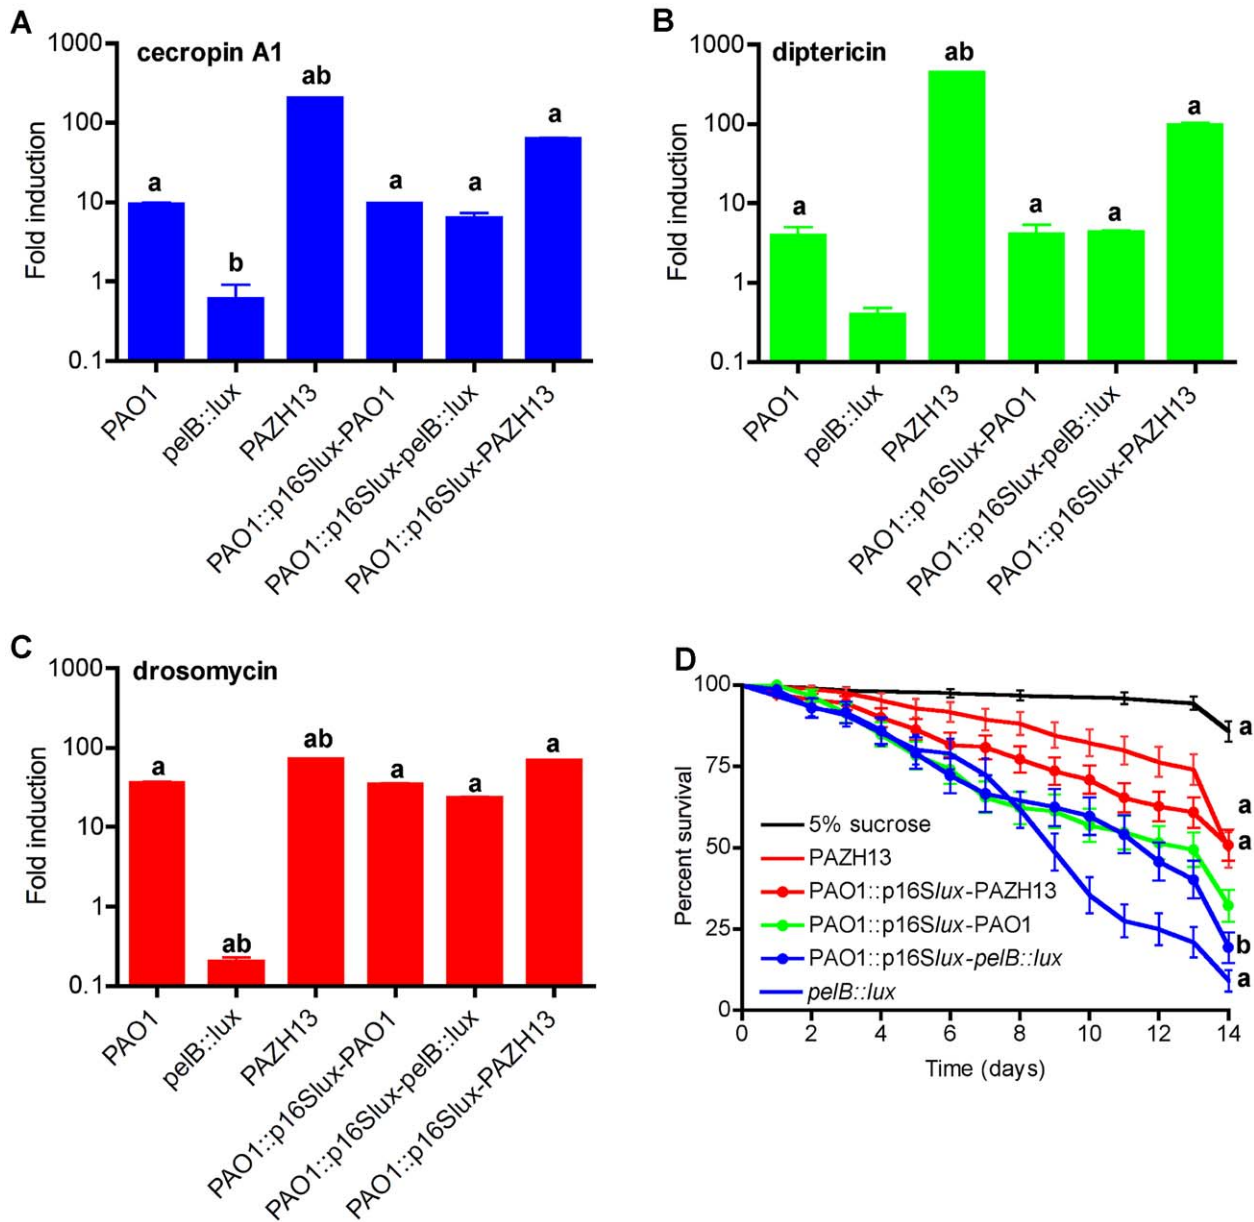 A
cecropin A1
Fold induction
1000
100
10
1
0.1
a
b
ab
a
a
a
PAO1
pelB::lux
PAZH13
PAO1::p16Slux-PAO1
PAO1::p16Slux-pelB::lux
PAO1::p16Slux-PAZH13
B
diptericin
Fold induction
1000
100
10
1
0.1
a
ab
a
a
a
PAO1
pelB::lux
PAZH13
PAO1::p16Slux-PAO1
PAO1::p16Slux-pelB::lux
PAO1::p16Slux-PAZH13
C
drosomycin
Fold induction
1000
100
10
1
0.1
a
ab
ab
a
a
a
PAO1
pelB::lux
PAZH13
PAO1::p16Slux-PAO1
PAO1::p16Slux-pelB::lux
PAO1::p16Slux-PAZH13
D
Percent survival
100
75
50
25
0
5% sucrose
PAZH13
PAO1::p16Slux-PAZH13
PAO1::p16Slux-PAO1
PAO1::p16Slux-pelB::lux
pelB::lux
a
a
a
b
a
0 2 4 6 8 10 12 14
Time (days)